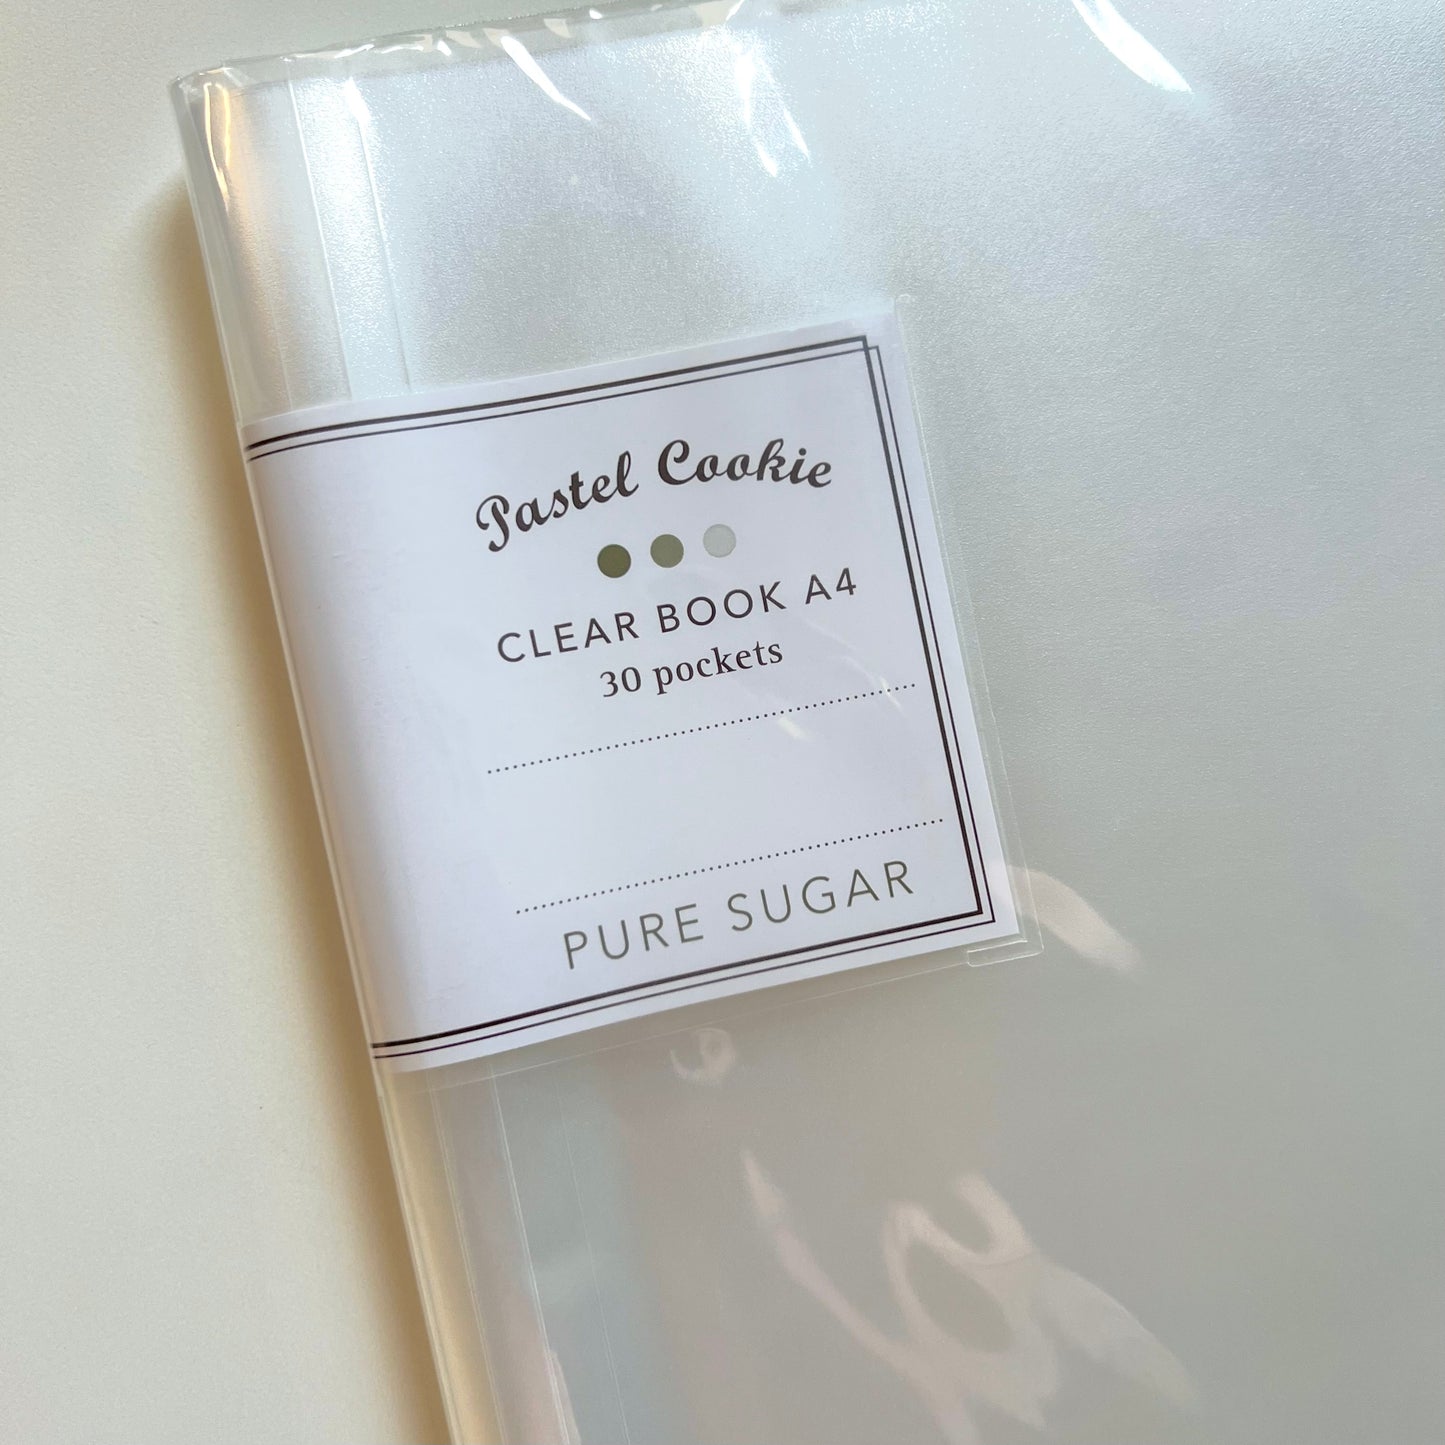 Pastel Cookie
CLEAR BOOK A4
30 pockets
PURE SUGAR